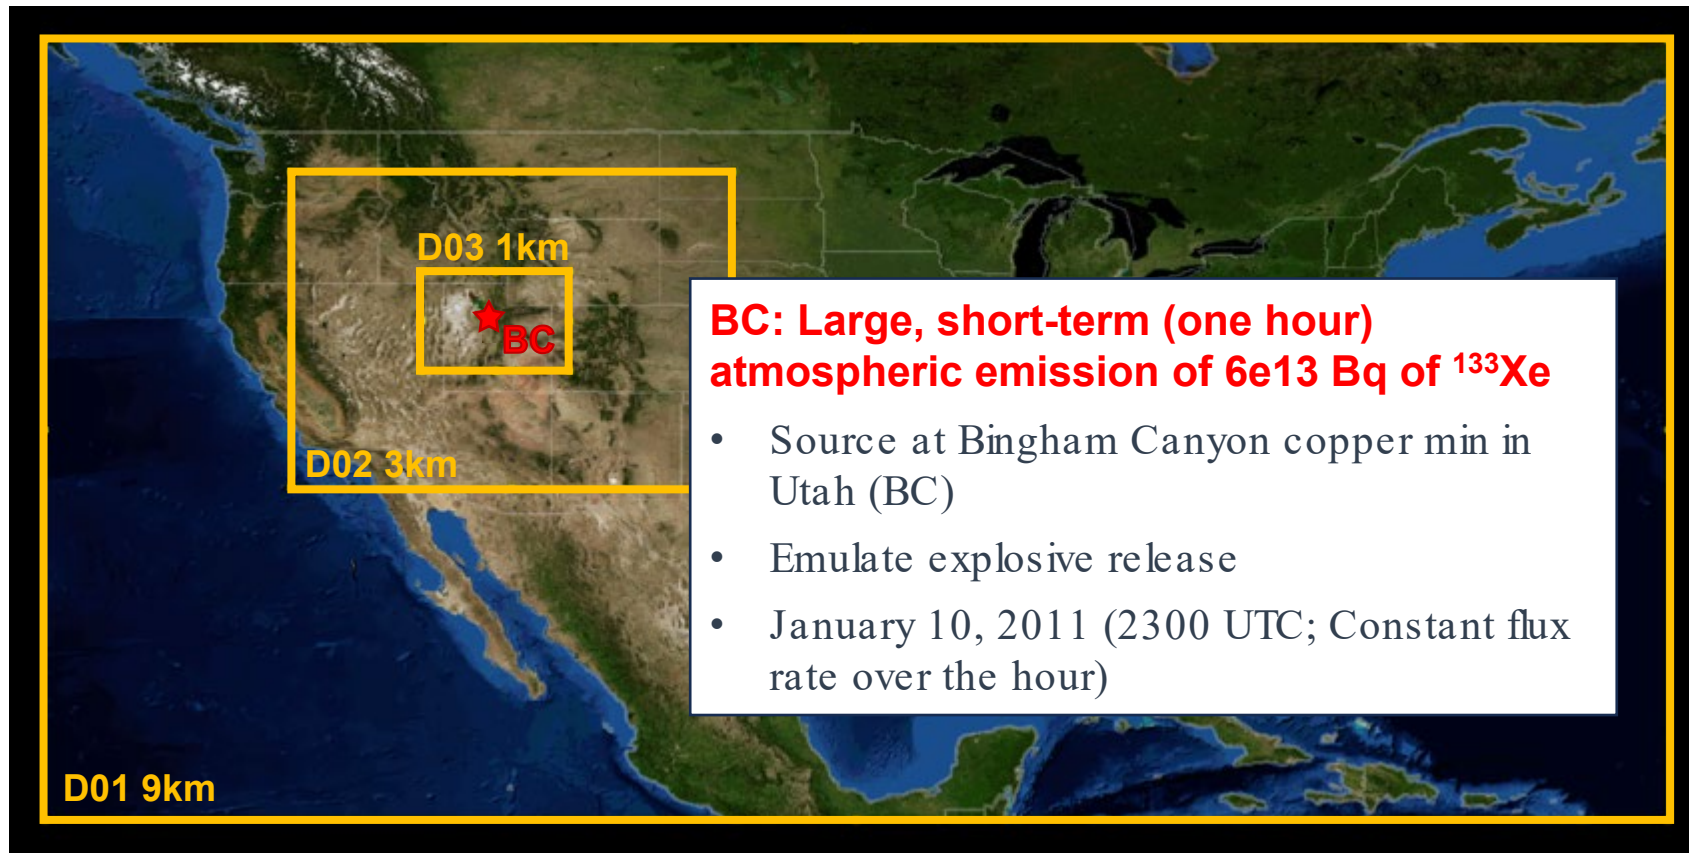 D03 1km
BC
BC: Large, short-term (one hour)
atmospheric emission of 6e13 Bq of ¹³³Xe
• Source at Bingham Canyon copper min in
Utah (BC)
• Emulate explosive release
• January 10, 2011 (2300 UTC; Constant flux
rate over the hour)
D02 3km
D01 9km